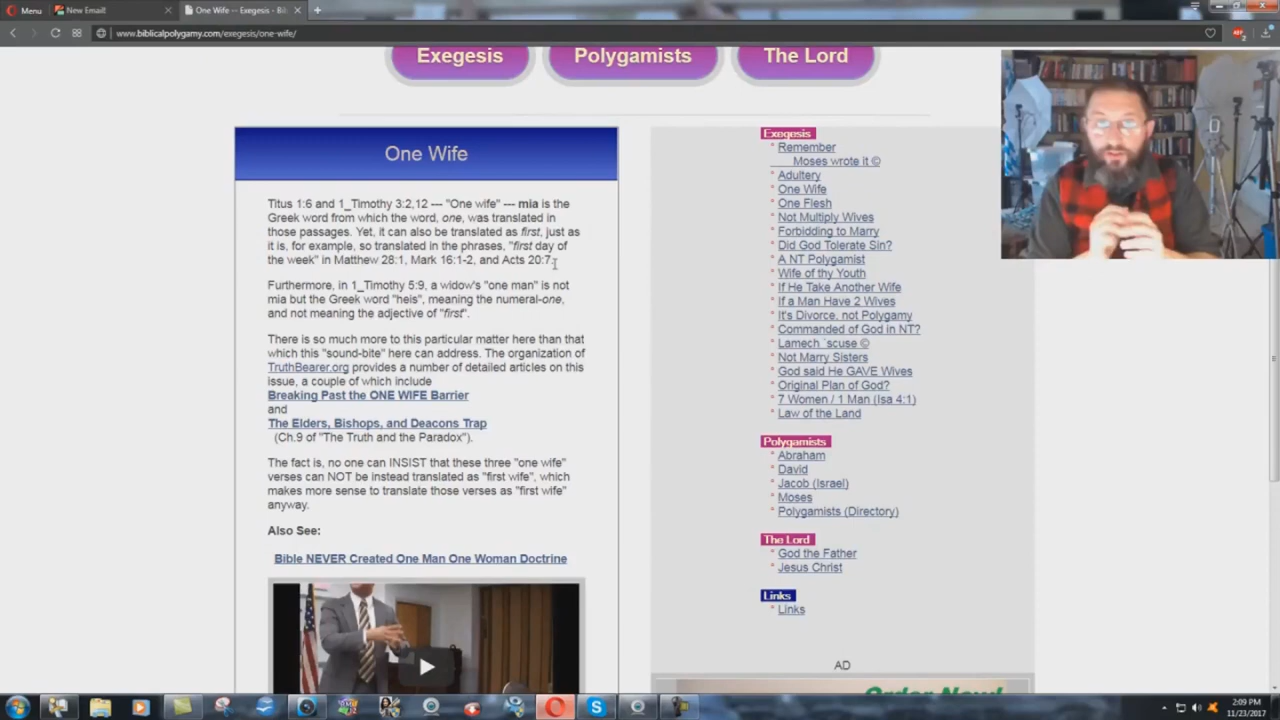 Menu
New Email!
One Wife -- Exegesis - Bib
www.biblicalpolygamy.com/exegesis/one-wife/
Exegesis
Polygamists
The Lord
One Wife
Titus 1:6 and 1_Timothy 3:2,12 --- "One wife" --- mia is the
Greek word from which the word, one, was translated in
those passages. Yet, it can also be translated as first, just as
it is, for example, so translated in the phrases, "first day of
the week" in Matthew 28:1, Mark 16:1-2, and Acts 20:7.
Furthermore, in 1_Timothy 5:9, a widow's "one man" is not
mia but the Greek word "heis", meaning the numeral-one,
and not meaning the adjective of "first".
There is so much more to this particular matter here than that
which this "sound-bite" here can address. The organization of
TruthBearer.org provides a number of detailed articles on this
issue, a couple of which include
Breaking Past the ONE WIFE Barrier
and
The Elders, Bishops, and Deacons Trap
(Ch.9 of "The Truth and the Paradox").
The fact is, no one can INSIST that these three "one wife"
verses can NOT be instead translated as "first wife", which
makes more sense to translate those verses as "first wife"
anyway.
Also See:
Bible NEVER Created One Man One Woman Doctrine
Exegesis
* Remember
Moses wrote it ©
* Adultery
* One Wife
* One Flesh
* Not Multiply Wives
* Forbidding to Marry
* Did God Tolerate Sin?
* A NT Polygamist
* Wife of thy Youth
* If He Take Another Wife
* If a Man Have 2 Wives
* It's Divorce, not Polygamy
* Commanded of God in NT?
* Lamech `scuse ©
* Not Marry Sisters
* God said He GAVE Wives
* Original Plan of God?
* 7 Women / 1 Man (Isa 4:1)
* Law of the Land
Polygamists
* Abraham
* David
* Jacob (Israel)
* Moses
* Polygamists (Directory)
The Lord
* God the Father
* Jesus Christ
Links
* Links
AD
Order Now!
2:09 PM
11/23/2017